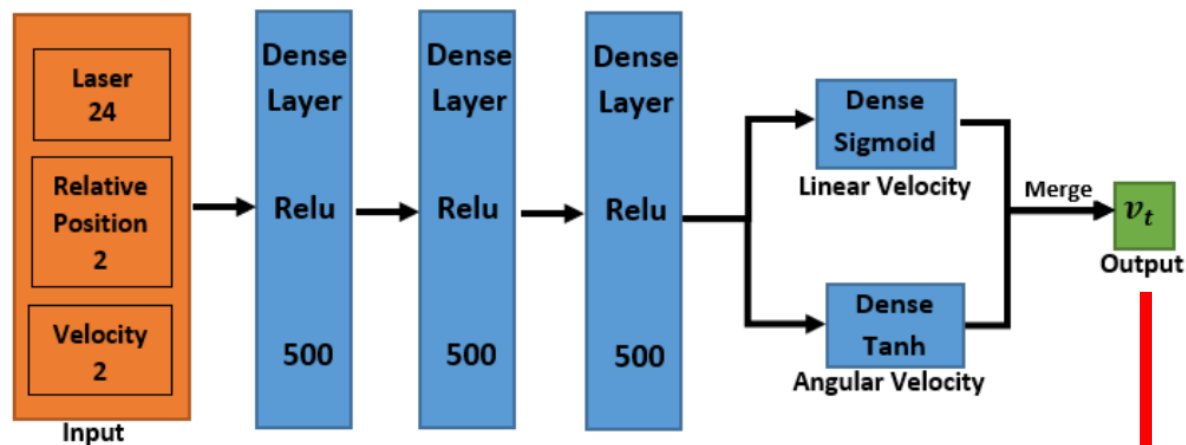 Laser
24
Relative
Position
2
Velocity
2
Input
Dense
Layer
Relu
500
Dense
Layer
Relu
500
Dense
Layer
Relu
500
Dense
Sigmoid
Linear Velocity
Dense
Tanh
Angular Velocity
Merge
v_t
Output